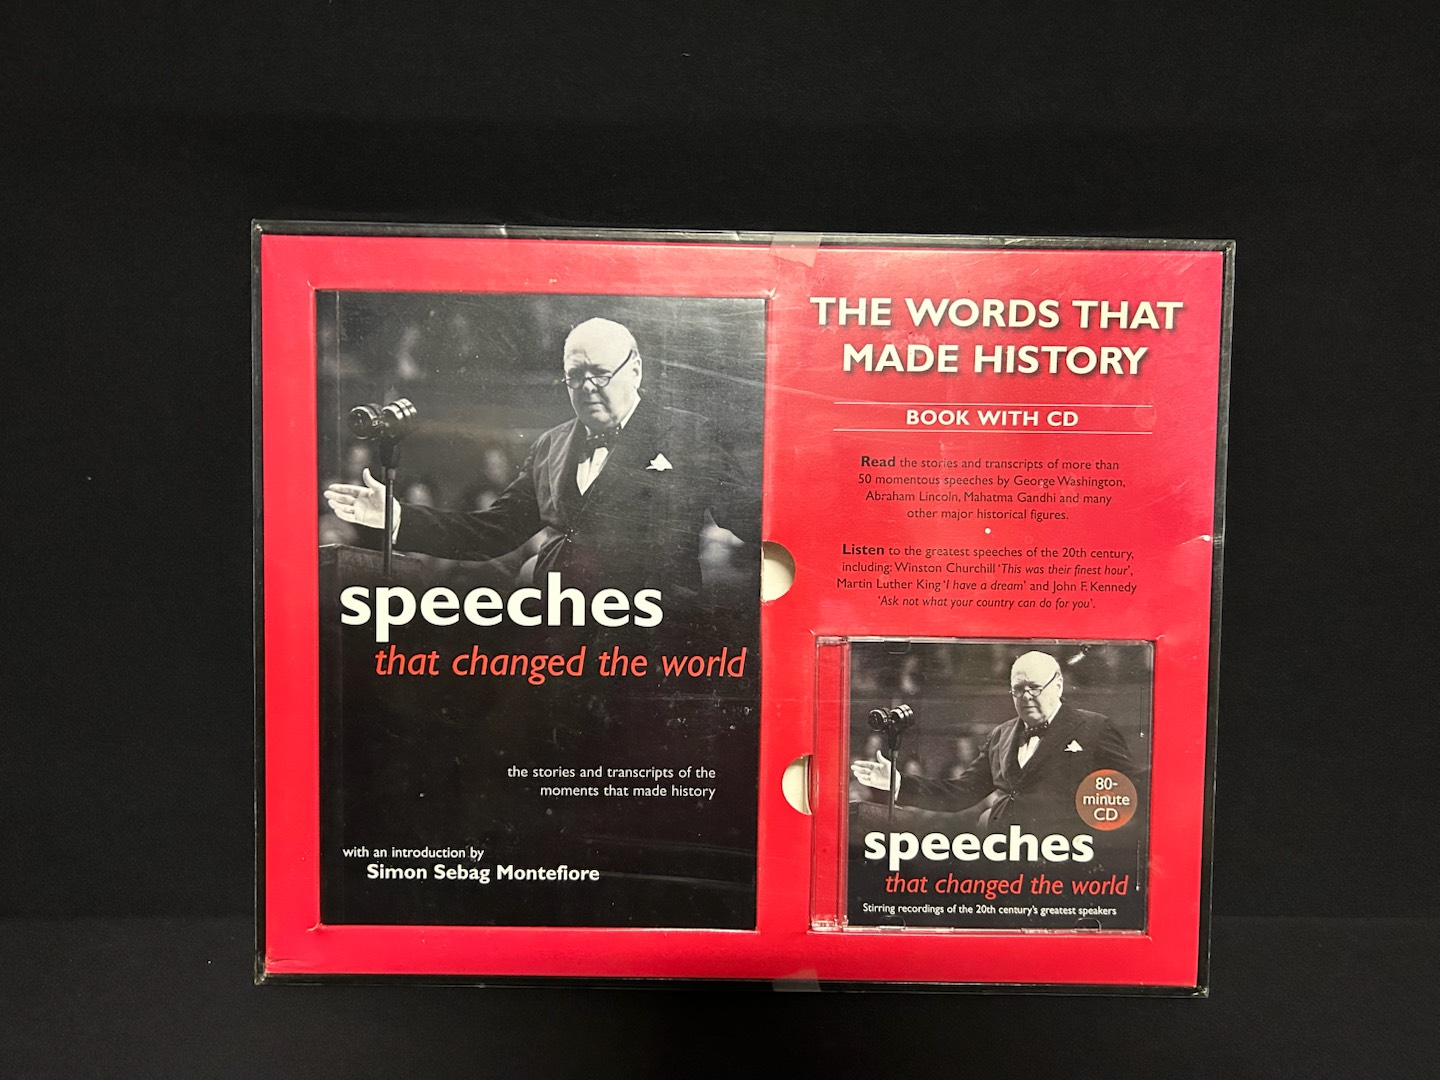 speeches
that changed the world
the stories and transcripts of the
moments that made history
with an introduction by
Simon Sebag Montefiore
THE WORDS THAT
MADE HISTORY
BOOK WITH CD
Read the stories and transcripts of more than
50 momentous speeches by George Washington,
Abraham Lincoln, Mahatma Gandhi and many
other major historical figures.
Listen to the greatest speeches of the 20th century,
including: Winston Churchill 'This was their finest hour',
Martin Luther King 'I have a dream' and John F. Kennedy
'Ask not what your country can do for you'.
80-
minute
CD
speeches
that changed the world
Stirring recordings of the 20th century's greatest speakers